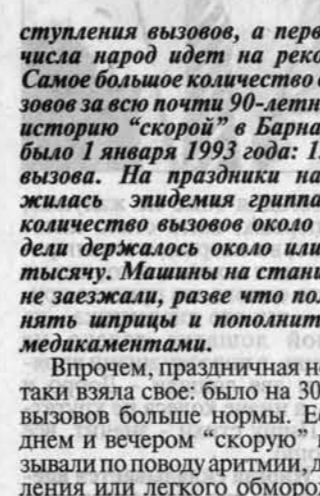 ступления вызовов, а перв
числа народ идет на реко
Самое большое количество
зовов за всю почти 90-летн
историю “скорой” в Барна
было 1 января 1993 года: 1
вызова. На праздники на
жилась эпидемия гриппа
количество вызовов около
дели держалось около или
тысячу. Машины на стани
не заезжали, разве что пол
нять шприцы и пополнит
медикаментами.
Впрочем, праздничная н
таки взяла свое: было на 30
вызовов больше нормы. Е
днем и вечером “скорую”
зывали по поводу аритмии, д
ления или легкого обморо